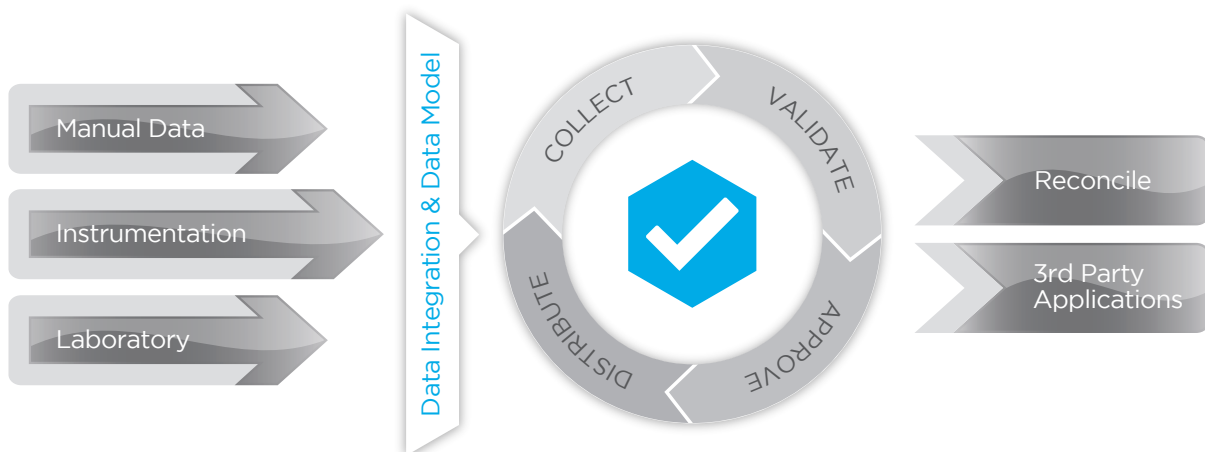 Manual Data
Instrumentation
Laboratory
Data Integration & Data Model
COLLECT
VALIDATE
APPROVE
DISTRIBUTE
Reconcile
3rd Party
Applications